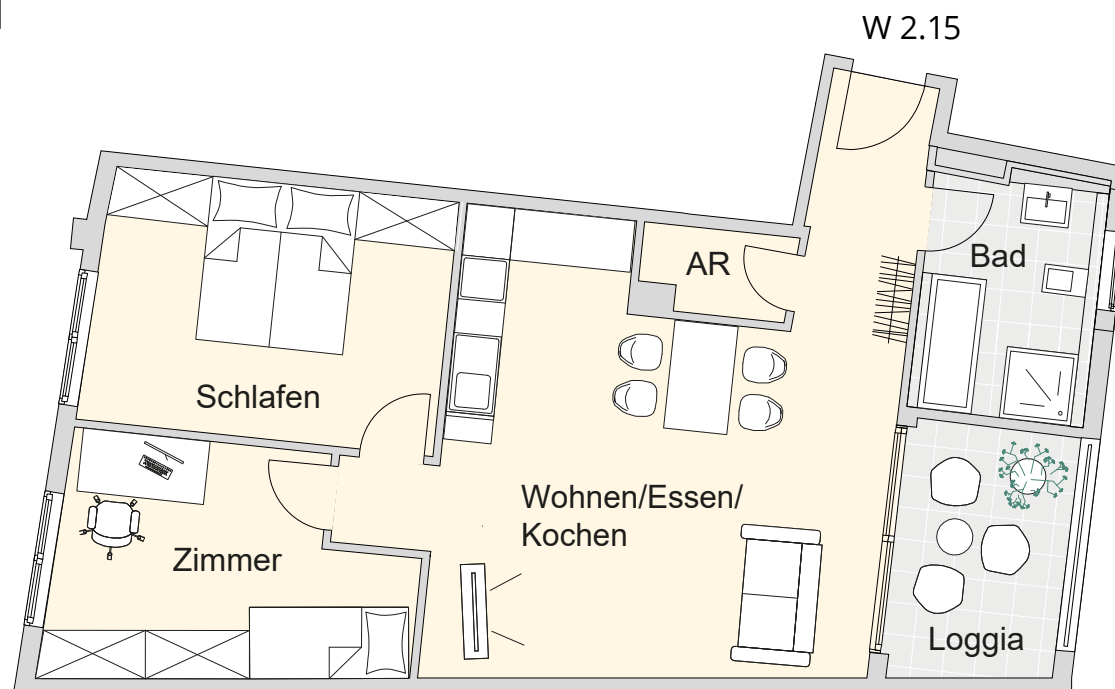 W 2.15
Bad
AR
Schlafen
Wohnen/Essen/
Kochen
Zimmer
Loggia